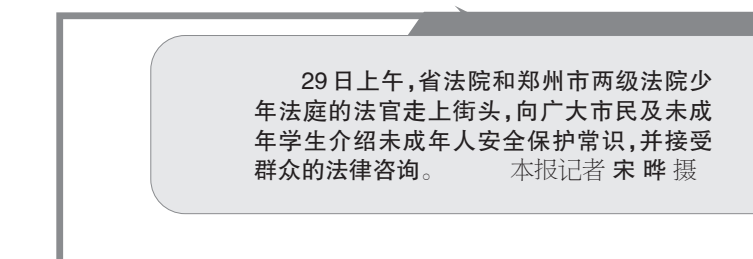 29日上午，省法院和郑州市两级法院少
年法庭的法官走上街头，向广大市民及未成
年学生介绍未成年人安全保护常识，并接受
群众的法律咨询。 本报记者 宋 晔 摄